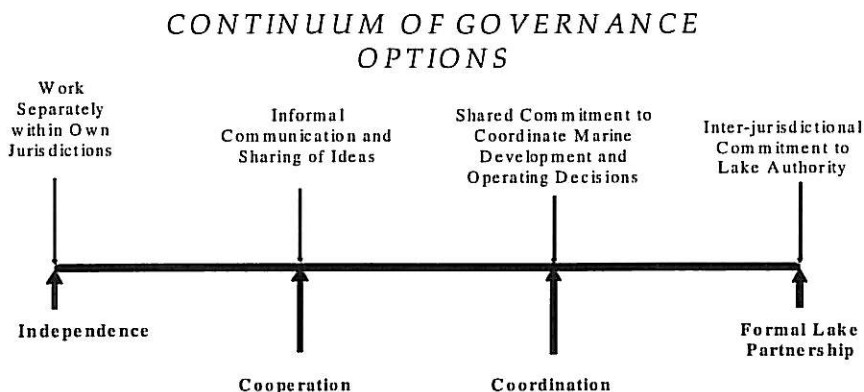 CONTINUUM OF GOVERNANCE
OPTIONS
Work
Separately
within Own
Jurisdictions
Informal
Communication and
Sharing of Ideas
Shared Commitment to
Coordinate Marine
Development and
Operating Decisions
Inter-jurisdictional
Commitment to
Lake Authority
Independence
Cooperation
Coordination
Formal Lake
Partnership